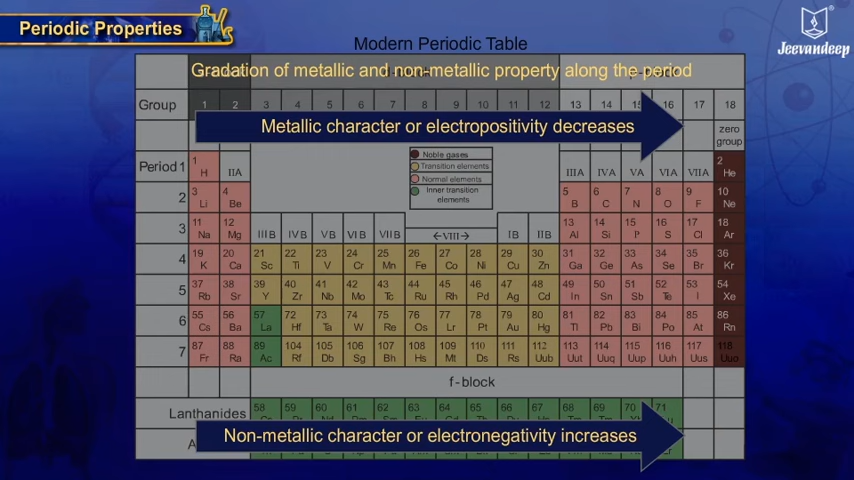 Periodic Properties
Jeevandeep
Modern Periodic Table
Gradation of metallic and non-metallic property along the period
Group 1 2 3 4 5 6 7 8 9 10 11 12 13 14 15 16 17 18
Metallic character or electropositivity decreases
zero group
Noble gases
Transition elements
Normal elements
Inner transition elements
Period 1 1 H IIA IIIA IVA VA VIA VIIA 2 He
2 3 Li 4 Be 5 B 6 C 7 N 8 O 9 F 10 Ne
3 11 Na 12 Mg IIIB IVB VB VIB VIIB VIII IB IIB 13 Al 14 Si 15 P 16 S 17 Cl 18 Ar
4 19 K 20 Ca 21 Sc 22 Ti 23 V 24 Cr 25 Mn 26 Fe 27 Co 28 Ni 29 Cu 30 Zn 31 Ga 32 Ge 33 As 34 Se 35 Br 36 Kr
5 37 Rb 38 Sr 39 Y 40 Zr 41 Nb 42 Mo 43 Tc 44 Ru 45 Rh 46 Pd 47 Ag 48 Cd 49 In 50 Sn 51 Sb 52 Te 53 I 54 Xe
6 55 Cs 56 Ba 57 La 72 Hf 73 Ta 74 W 75 Re 76 Os 77 Ir 78 Pt 79 Au 80 Hg 81 Tl 82 Pb 83 Bi 84 Po 85 At 86 Rn
7 87 Fr 88 Ra 89 Ac 104 Rf 105 Db 106 Sg 107 Bh 108 Hs 109 Mt 110 Ds 111 Rs 112 Uub 113 Uut 114 Uuq 115 Uup 116 Uuh 117 Uus 118 Uuo
f-block
Lanthanides 58 59 60 61 62 63 64 65 66 67 68 69 70 71
Non-metallic character or electronegativity increases